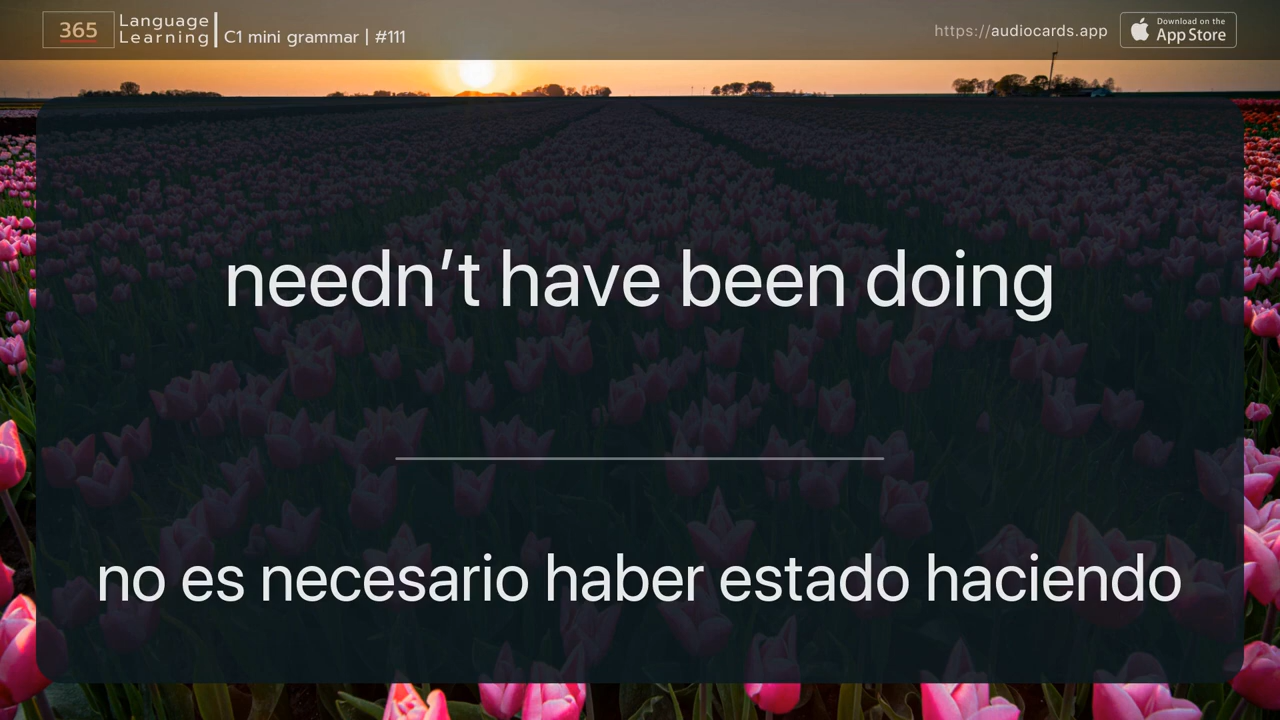 365
Language
Learning
C1 mini grammar | #111
https://audiocards.app
Download on the
App Store
needn’t have been doing
no es necesario haber estado haciendo